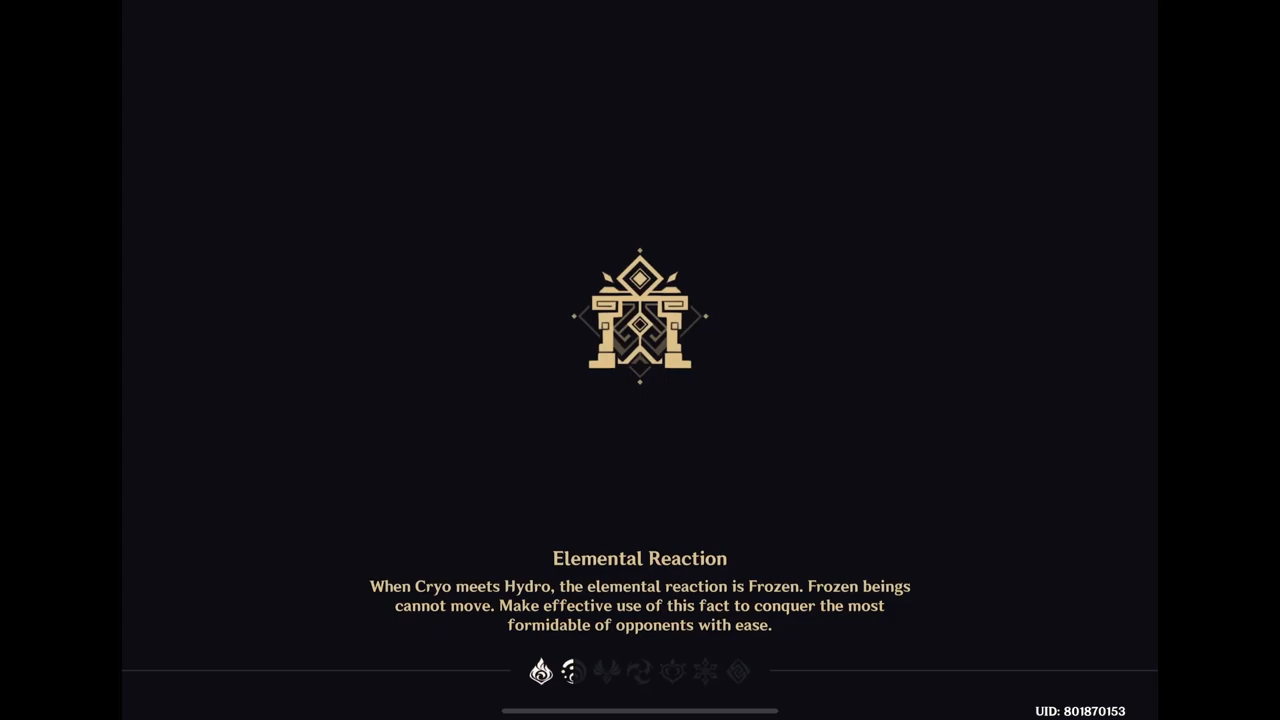 Elemental Reaction
When Cryo meets Hydro, the elemental reaction is Frozen. Frozen beings
cannot move. Make effective use of this fact to conquer the most
formidable of opponents with ease.
UID: 801870153